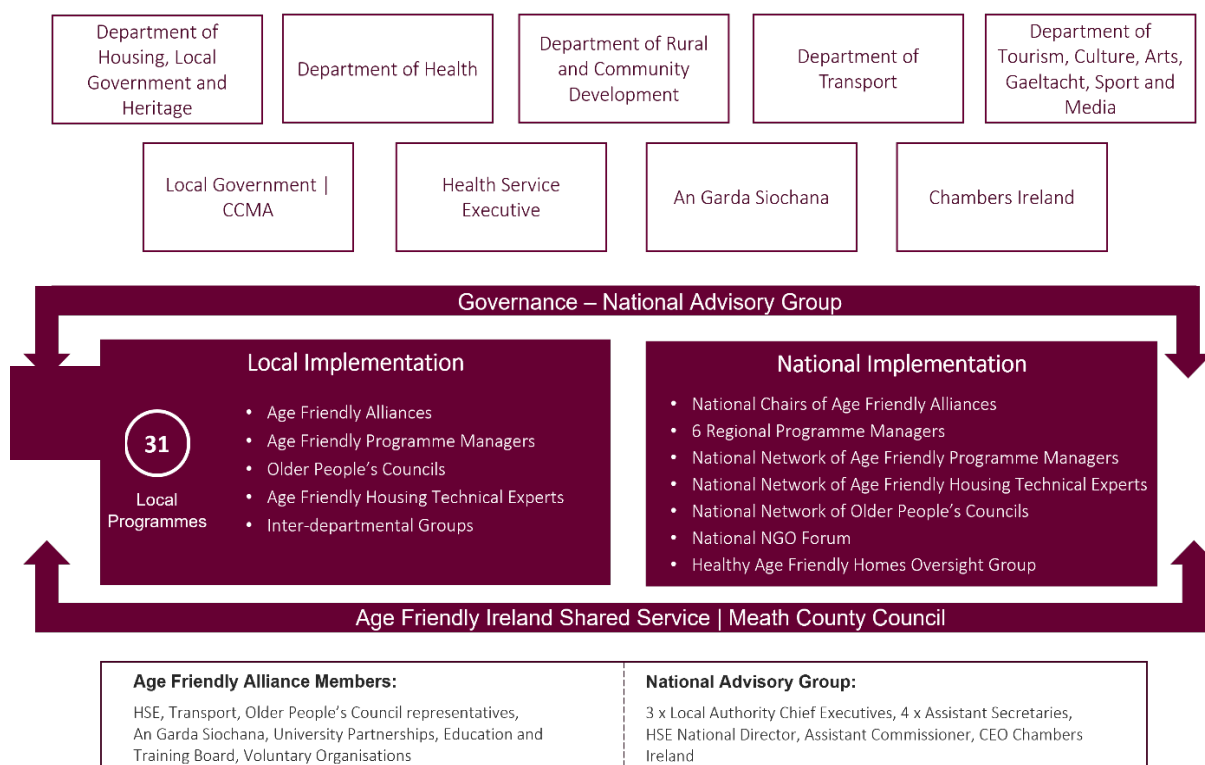 Department of
Housing, Local
Government and
Heritage
Department of Health
Department of Rural
and Community
Development
Department of
Transport
Department of
Tourism, Culture, Arts,
Gaeltacht, Sport and
Media
Local Government |
CCMA
Health Service
Executive
An Garda Siochana
Chambers Ireland
Governance – National Advisory Group
Local Implementation
31
Local
Programmes
• Age Friendly Alliances
• Age Friendly Programme Managers
• Older People’s Councils
• Age Friendly Housing Technical Experts
• Inter-departmental Groups
National Implementation
• National Chairs of Age Friendly Alliances
• 6 Regional Programme Managers
• National Network of Age Friendly Programme Managers
• National Network of Age Friendly Housing Technical Experts
• National Network of Older People’s Councils
• National NGO Forum
• Healthy Age Friendly Homes Oversight Group
Age Friendly Ireland Shared Service | Meath County Council
Age Friendly Alliance Members:
HSE, Transport, Older People’s Council representatives,
An Garda Siochana, University Partnerships, Education and
Training Board, Voluntary Organisations
National Advisory Group:
3 x Local Authority Chief Executives, 4 x Assistant Secretaries,
HSE National Director, Assistant Commissioner, CEO Chambers
Ireland